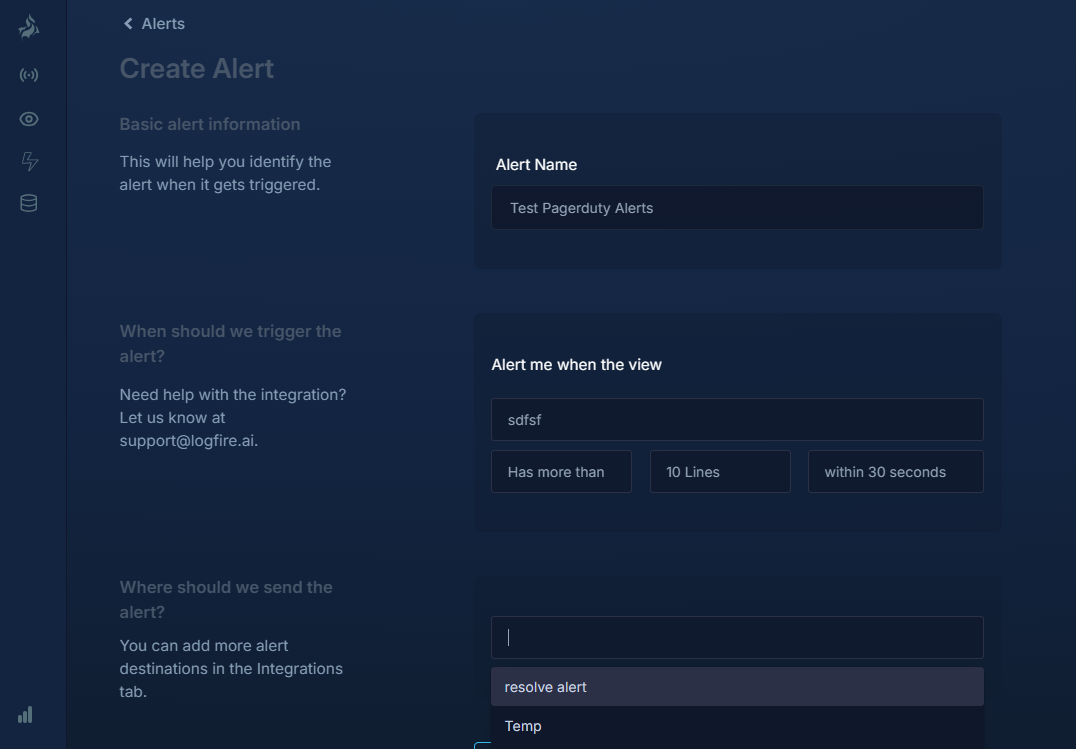 Alerts
Create Alert
Basic alert information
This will help you identify the
alert when it gets triggered.
Alert Name
Test Pagerduty Alerts
When should we trigger the
alert?
Need help with the integration?
Let us know at
support@logfire.ai.
Alert me when the view
sdfsf
Has more than
10 Lines
within 30 seconds
Where should we send the
alert?
You can add more alert
destinations in the Integrations
tab.
resolve alert
Temp